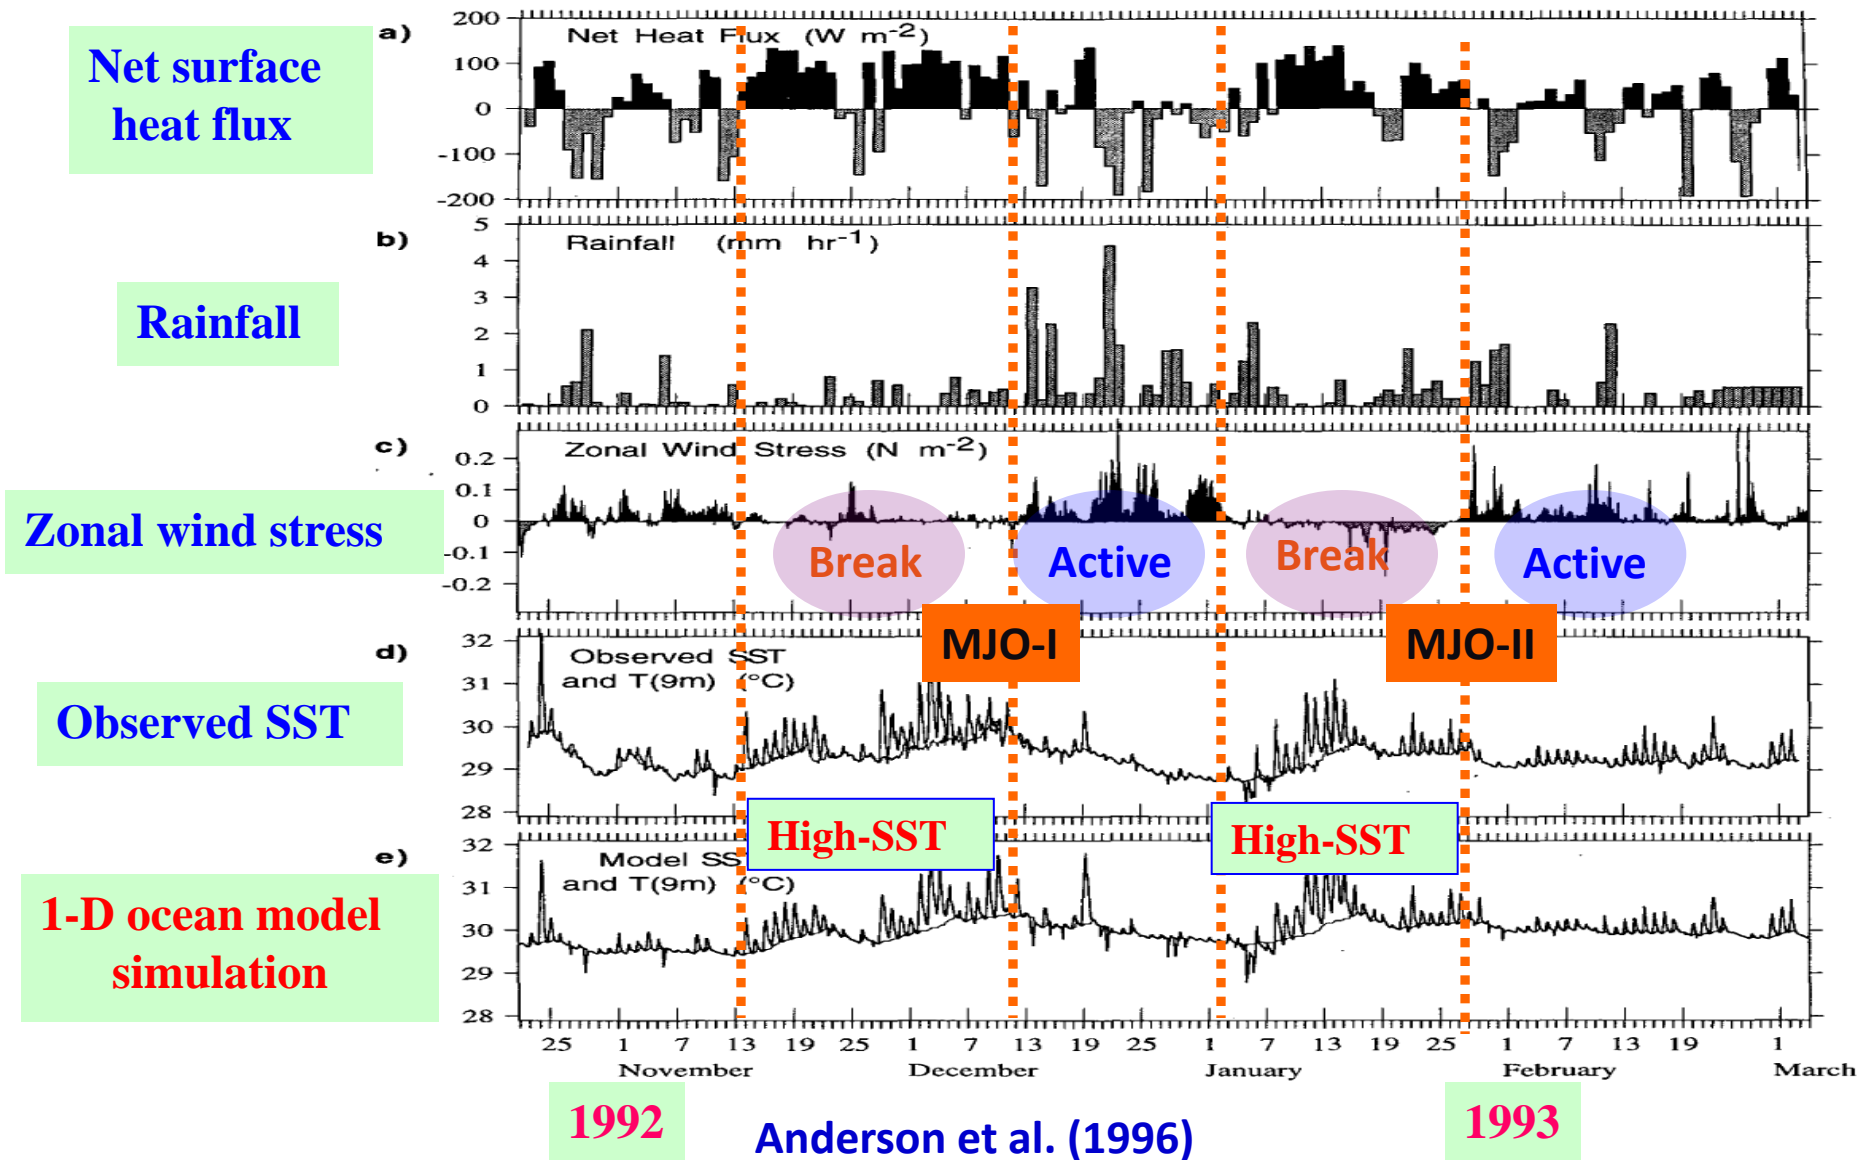 Net surface
heat flux
a)
Net Heat Flux (W m-2)
200
100
0
-100
-200
Rainfall
b)
Rainfall (mm hr-1)
5
4
3
2
1
0
Zonal wind stress
c)
Zonal Wind Stress (N m-2)
0.2
0.1
0
-0.1
-0.2
Break
Active
Break
Active
MJO-I
MJO-II
Observed SST
d)
Observed SST
and T(9m) (°C)
32
31
30
29
28
High-SST
High-SST
1-D ocean model
simulation
e)
Model SS
and T(9m) (°C)
32
31
30
29
28
25 1 7 13 19 25 1 7 13 19 25 1 7 13 19 25 1 7 13 19 1
November December January February March
1992
1993
Anderson et al. (1996)